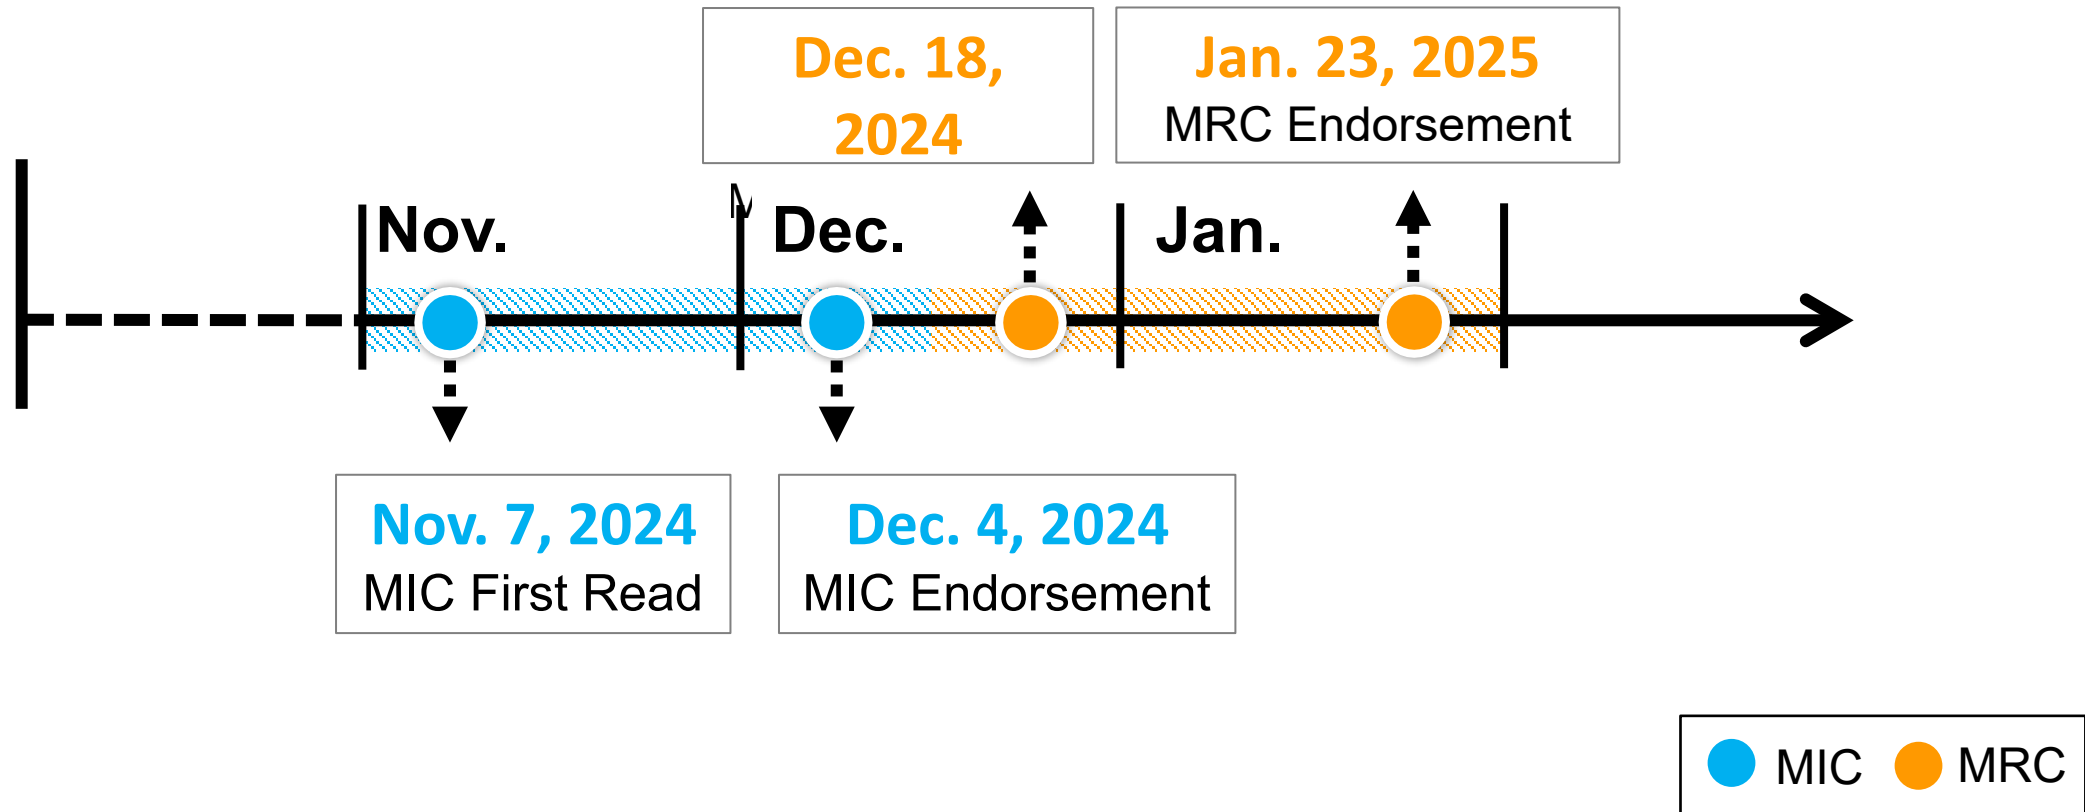 Dec. 18,
2024
Jan. 23, 2025
MRC Endorsement
Nov.
Dec.
Jan.
Nov. 7, 2024
MIC First Read
Dec. 4, 2024
MIC Endorsement
MIC
MRC